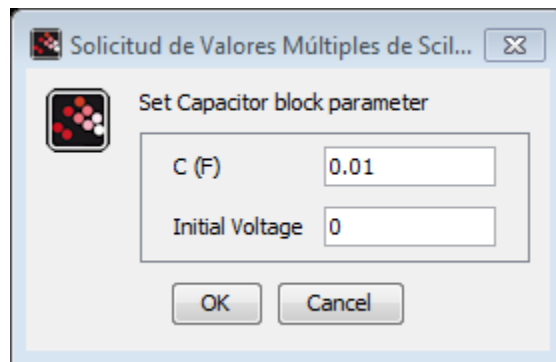 Solicitud de Valores Múltiples de Scil...
Set Capacitor block parameter
C (F) 0.01
Initial Voltage 0
OK Cancel